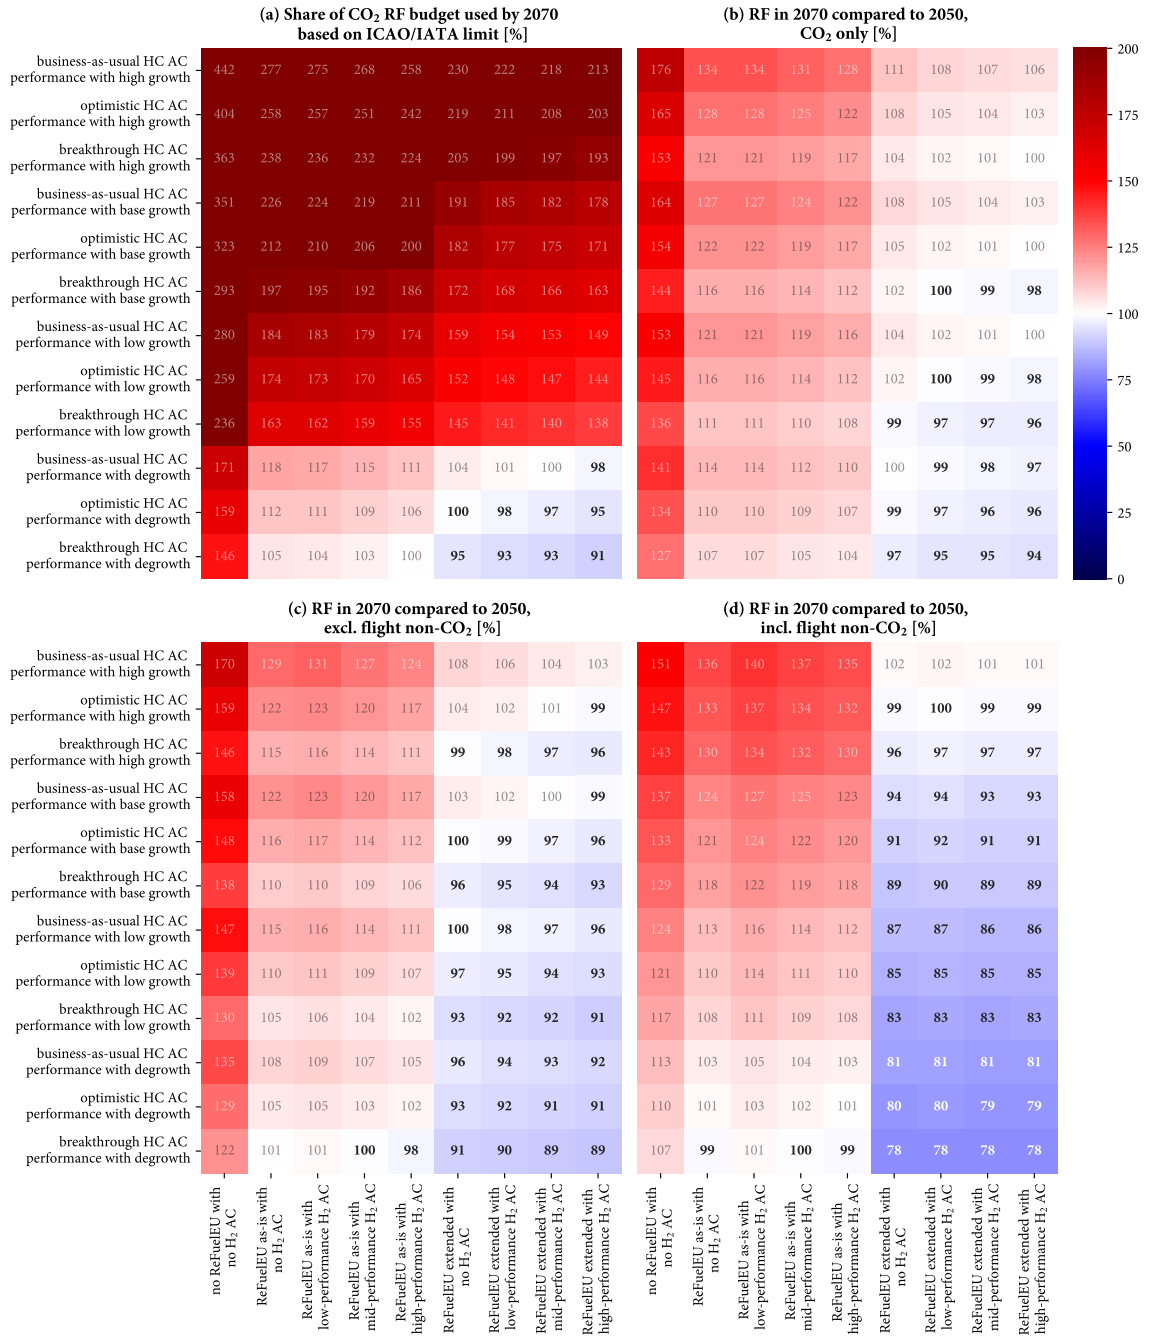 (a) Share of CO₂ RF budget used by 2070
based on ICAO/IATA limit [%]
(b) RF in 2070 compared to 2050,
CO₂ only [%]
business-as-usual HC AC
performance with high growth
442 277 275 268 258 230 222 218 213
176 134 134 131 128 111 108 107 106
optimistic HC AC
performance with high growth
404 258 257 251 242 219 211 208 203
165 128 128 125 122 108 105 104 103
breakthrough HC AC
performance with high growth
363 238 236 232 224 205 199 197 193
153 121 121 119 117 104 102 101 100
business-as-usual HC AC
performance with base growth
351 226 224 219 211 191 185 182 178
164 127 127 124 122 108 105 104 103
optimistic HC AC
performance with base growth
323 212 210 206 200 182 177 175 171
154 122 122 119 117 105 102 101 100
breakthrough HC AC
performance with base growth
293 197 195 192 186 172 168 166 163
144 116 116 114 112 102 100 99 98
business-as-usual HC AC
performance with low growth
280 184 183 179 174 159 154 153 149
153 121 121 119 116 104 102 101 100
optimistic HC AC
performance with low growth
259 174 173 170 165 152 148 147 144
145 116 116 114 112 102 100 99 98
breakthrough HC AC
performance with low growth
236 163 162 159 155 145 141 140 138
136 111 111 110 108 99 97 97 96
business-as-usual HC AC
performance with degrowth
171 118 117 115 111 104 101 100 98
141 114 114 112 110 100 99 98 97
optimistic HC AC
performance with degrowth
159 112 111 109 106 100 98 97 95
134 110 110 109 107 99 97 96 96
breakthrough HC AC
performance with degrowth
146 105 104 103 100 95 93 93 91
127 107 107 105 104 97 95 95 94
200
175
150
125
100
75
50
25
0
(c) RF in 2070 compared to 2050,
excl. flight non-CO₂ [%]
(d) RF in 2070 compared to 2050,
incl. flight non-CO₂ [%]
business-as-usual HC AC
performance with high growth
170 129 131 127 124 108 106 104 103
151 136 140 137 135 102 102 101 101
optimistic HC AC
performance with high growth
159 122 123 120 117 104 102 101 99
147 133 137 134 132 99 100 99 99
breakthrough HC AC
performance with high growth
146 115 116 114 111 99 98 97 96
143 130 134 132 130 96 97 97 97
business-as-usual HC AC
performance with base growth
158 122 123 120 117 103 102 100 99
137 124 127 125 123 94 94 93 93
optimistic HC AC
performance with base growth
148 116 117 114 112 100 99 97 96
133 121 124 122 120 91 92 91 91
breakthrough HC AC
performance with base growth
138 110 110 109 106 96 95 94 93
129 118 122 119 118 89 90 89 89
business-as-usual HC AC
performance with low growth
147 115 116 114 111 100 98 97 96
124 113 116 114 112 87 87 86 86
optimistic HC AC
performance with low growth
139 110 111 109 107 97 95 94 93
121 110 114 111 110 85 85 85 85
breakthrough HC AC
performance with low growth
130 105 106 104 102 93 92 92 91
117 108 111 109 108 83 83 83 83
business-as-usual HC AC
performance with degrowth
135 108 109 107 105 96 94 93 92
113 103 105 104 103 81 81 81 81
optimistic HC AC
performance with degrowth
129 105 105 103 102 93 92 91 91
110 101 103 102 101 80 80 79 79
breakthrough HC AC
performance with degrowth
122 101 101 100 98 91 90 89 89
107 99 101 100 99 78 78 78 78
no ReFuelEU with
no H₂ AC
ReFuelEU as-is with
no H₂ AC
ReFuelEU as-is with
low-performance H₂ AC
ReFuelEU as-is with
mid-performance H₂ AC
ReFuelEU as-is with
high-performance H₂ AC
ReFuelEU extended with
no H₂ AC
ReFuelEU extended with
low-performance H₂ AC
ReFuelEU extended with
mid-performance H₂ AC
ReFuelEU extended with
high-performance H₂ AC
no ReFuelEU with
no H₂ AC
ReFuelEU as-is with
no H₂ AC
ReFuelEU as-is with
low-performance H₂ AC
ReFuelEU as-is with
mid-performance H₂ AC
ReFuelEU as-is with
high-performance H₂ AC
ReFuelEU extended with
no H₂ AC
ReFuelEU extended with
low-performance H₂ AC
ReFuelEU extended with
mid-performance H₂ AC
ReFuelEU extended with
high-performance H₂ AC